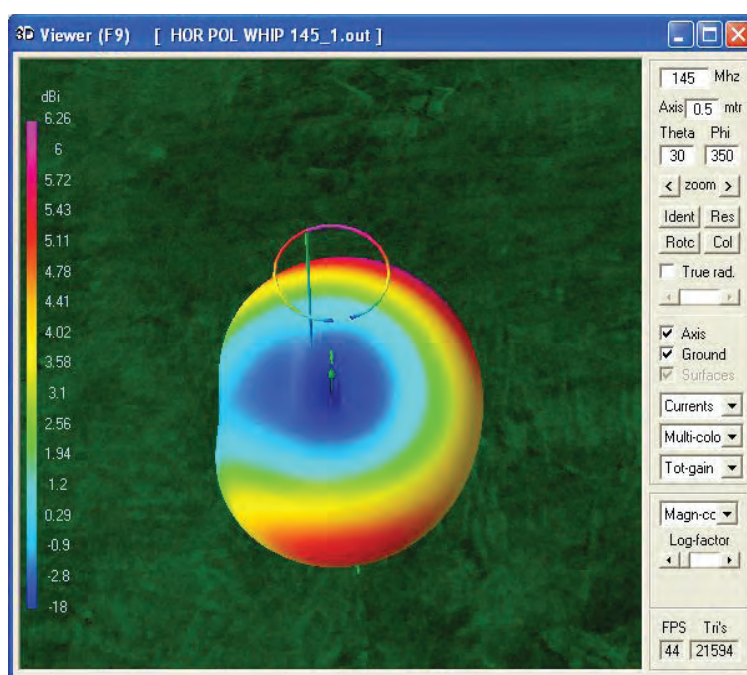 3D Viewer (F9) [ HOR POL WHIP 145_1.out ]
dBi
6.26
6
5.72
5.43
5.11
4.78
4.41
4.02
3.58
3.1
2.56
1.94
1.2
0.29
-0.9
-2.8
-18
145 Mhz
Axis 0.5 mtr
Theta Phi
30 350
< zoom >
Ident Res
Rotc Col
True rad.
Axis
Ground
Surfaces
Currents
Multi-colo
Tot-gain
Magn-cc
Log-factor
FPS Tri's
44 21594